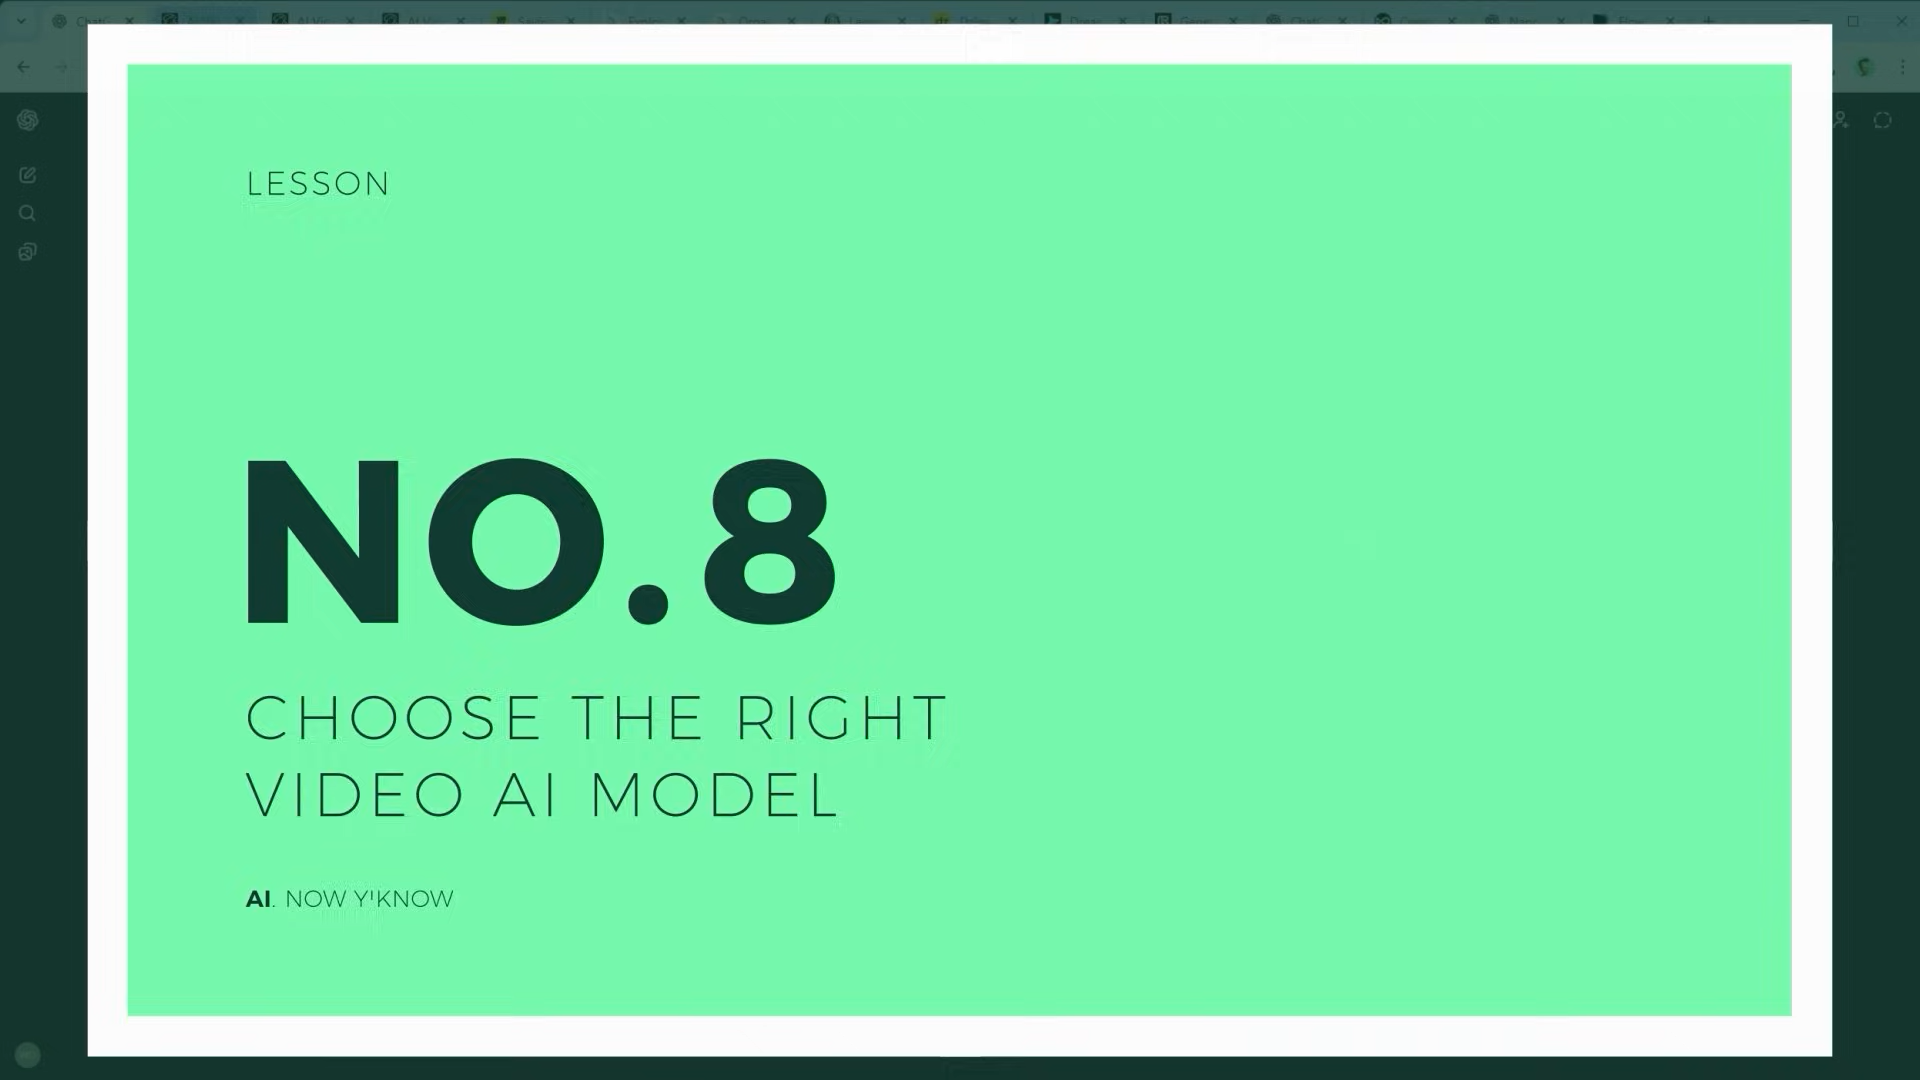 LESSON
NO.8
CHOOSE THE RIGHT
VIDEO AI MODEL
AI. NOW Y'KNOW